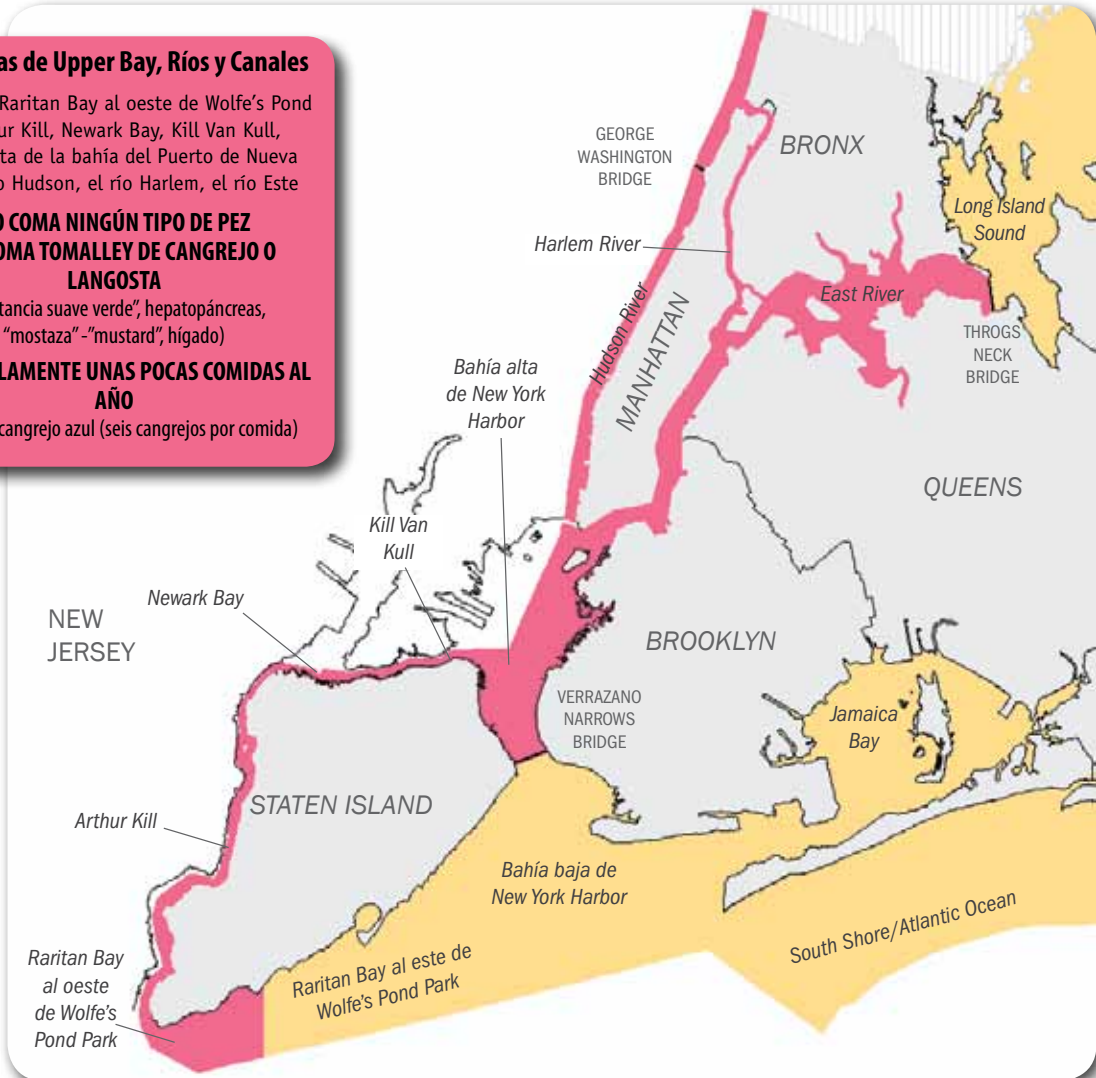 as de Upper Bay, Ríos y Canales
Raritan Bay al oeste de Wolfe's Pond
ur Kill, Newark Bay, Kill Van Kull,
ta de la bahía del Puerto de Nueva
o Hudson, el río Harlem, el río Este
O COMA NINGÚN TIPO DE PEZ
OMA TOMALLEY DE CANGREJO O
LANGOSTA
tancia suave verde", hepatopáncreas,
"mostaza" -"mustard", hígado)
LAMENTE UNAS POCAS COMIDAS AL
AÑO
cangrejo azul (seis cangrejos por comida)
GEORGE
WASHINGTON
BRIDGE
BRONX
Long Island
Sound
Harlem River
East River
Hudson River
MANHATTAN
THROGS
NECK
BRIDGE
Bahía alta
de New York
Harbor
QUEENS
Kill Van
Kull
Newark Bay
NEW
JERSEY
BROOKLYN
VERRAZANO
NARROWS
BRIDGE
Jamaica
Bay
STATEN ISLAND
Arthur Kill
Bahía baja de
New York Harbor
South Shore/Atlantic Ocean
Raritan Bay al este de
Wolfe's Pond Park
Raritan Bay
al oeste
de Wolfe's
Pond Park